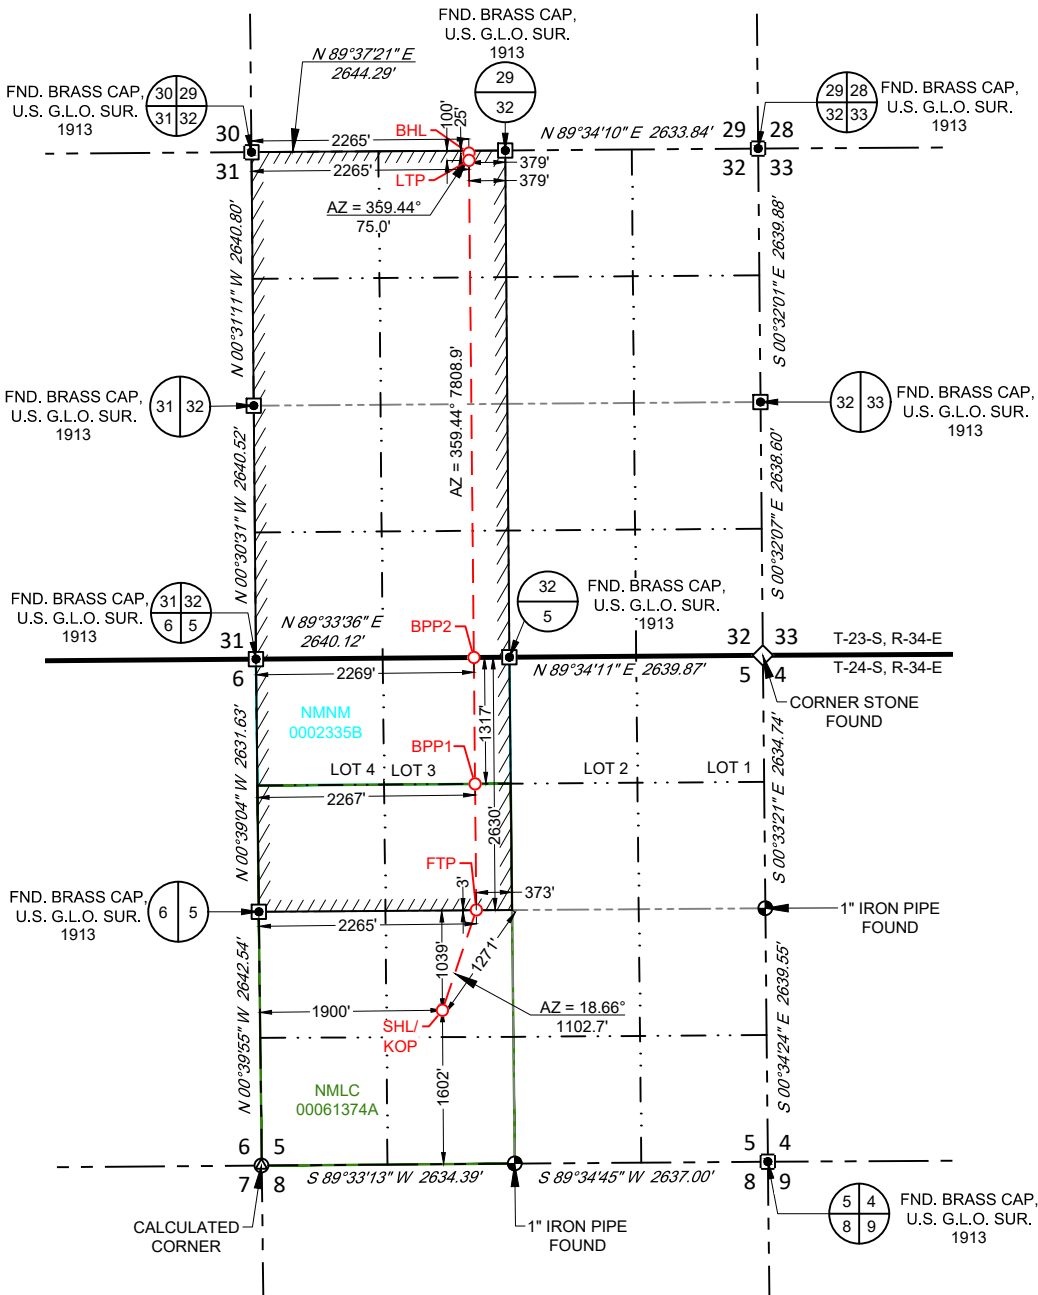 FND. BRASS CAP,
U.S. G.L.O. SUR.
1913
29
32
N 89°37'21" E
2644.29'
FND. BRASS CAP,
U.S. G.L.O. SUR.
1913
30 29
31 32
30
31
2265'
BHL
100'
25'
N 89°34'10" E 2633.84'
29 28
32 33
29 28
32 33
FND. BRASS CAP,
U.S. G.L.O. SUR.
1913
2265'
LTP
379'
379'
AZ = 359.44°
75.0'
N 00°31'11" W 2640.80'
S 00°32'01" E 2639.88'
AZ = 359.44° 7808.9'
FND. BRASS CAP,
U.S. G.L.O. SUR.
1913
31 32
32 33
FND. BRASS CAP,
U.S. G.L.O. SUR.
1913
N 00°30'31" W 2640.52'
S 00°32'07" E 2638.60'
FND. BRASS CAP,
U.S. G.L.O. SUR.
1913
31 32
6 5
31
6
N 89°33'36" E
2640.12'
BPP2
32
5
FND. BRASS CAP,
U.S. G.L.O. SUR.
1913
32 33
5 4
T-23-S, R-34-E
T-24-S, R-34-E
2269'
N 89°34'11" E 2639.87'
CORNER STONE
FOUND
NMNM
0002335B
1317'
BPP1
LOT 4
LOT 3
LOT 2
LOT 1
2267'
N 00°39'04" W 2631.63'
S 00°33'21" E 2634.74'
2630'
FTP
3'
373'
FND. BRASS CAP,
U.S. G.L.O. SUR.
1913
6 5
2265'
1" IRON PIPE
FOUND
1039'
1271'
N 00°39'55" W 2642.54'
S 00°34'24" E 2639.55'
1900'
AZ = 18.66°
1102.7'
SHL/
KOP
1602'
NMLC
00061374A
6 5
7 8
S 89°33'13" W 2634.39'
S 89°34'45" W 2637.00'
5 4
8 9
CALCULATED
CORNER
1" IRON PIPE
FOUND
5 4
8 9
FND. BRASS CAP,
U.S. G.L.O. SUR.
1913